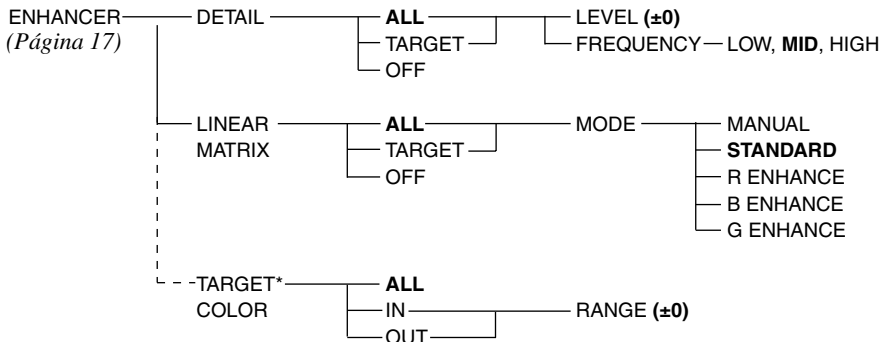 ENHANCER DETAIL ALL LEVEL (±0)
(Página 17) TARGET FREQUENCY LOW, MID, HIGH
OFF
LINEAR ALL MODE MANUAL
MATRIX TARGET STANDARD
OFF R ENHANCE
B ENHANCE
G ENHANCE
TARGET* ALL
COLOR IN RANGE (±0)
OUT